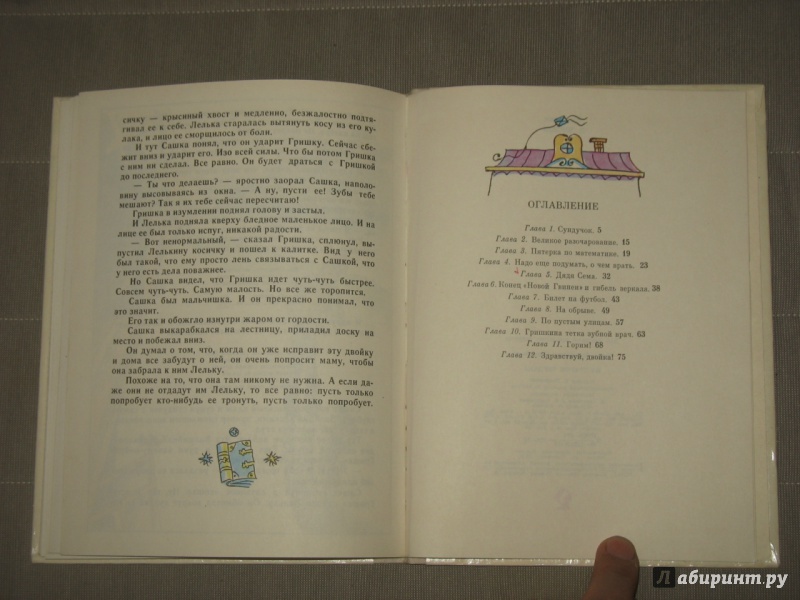 сичку — крысиный хвост и медленно, безжалостно подтя-
гивал ее к себе. Лелька старалась вытянуть косу из его ку-
лака, и лицо ее сморщилось от боли.
И тут Сашка понял, что он ударит Гришку. Сейчас сбе-
жит вниз и ударит его. Изо всей силы. Что бы потом Гришка
с ним ни сделал. Все равно. Он будет драться с Гришкой
до последнего.
— Ты что делаешь? — яростно заорал Сашка, наполо-
вину высовываясь из окна. — А ну, пусти ее! Зубы тебе
мешают? Так я их тебе сейчас пересчитаю!
Гришка в изумлении поднял голову и застыл.
И Лелька подняла кверху бледное маленькое лицо. И на
лице ее был только испуг, никакой радости.
— Вот ненормальный, — сказал Гришка, сплюнул, вы-
пустил Лелькину косичку и пошел к калитке. Вид у него
был такой, что ему просто лень связываться с Сашкой, что
у него есть дела поважнее.
Но Сашка видел, что Гришка идет чуть-чуть быстрее.
Совсем чуть-чуть. Самую малость. Но все же торопится.
Сашка был мальчишка. И он прекрасно понимал, что
это значит.
Его так и обожгло изнутри жаром от гордости.
Сашка выкарабкался на лестницу, приладил доску на
место и побежал вниз.
Он думал о том, что, когда он уже исправит эту двойку
и дома все забудут о ней, он очень попросит маму, чтобы
она забрала к ним Лельку.
Похоже на то, что она там никому не нужна. А если да-
же они не отдадут им Лельку, то все равно: пусть только
попробует кто-нибудь ее тронуть, пусть только попробует.
ОГЛАВЛЕНИЕ
Глава 1. Сундучок. 5
Глава 2. Великое разочарование. 15
Глава 3. Пятерка по математике. 19
Глава 4. Надо еще подумать, о чем врать. 23
Глава 5. Дядя Сема. 32
Глава 6. Конец «Новой Гвинеи» и гибель зеркала. 38
Глава 7. Билет на футбол. 43
Глава 8. На обрыве. 49
Глава 9. По пустым улицам. 57
Глава 10. Гришкина тетка зубной врач. 63
Глава 11. Горим! 68
Глава 12. Здравствуй, двойка! 75
Лабиринт.ру